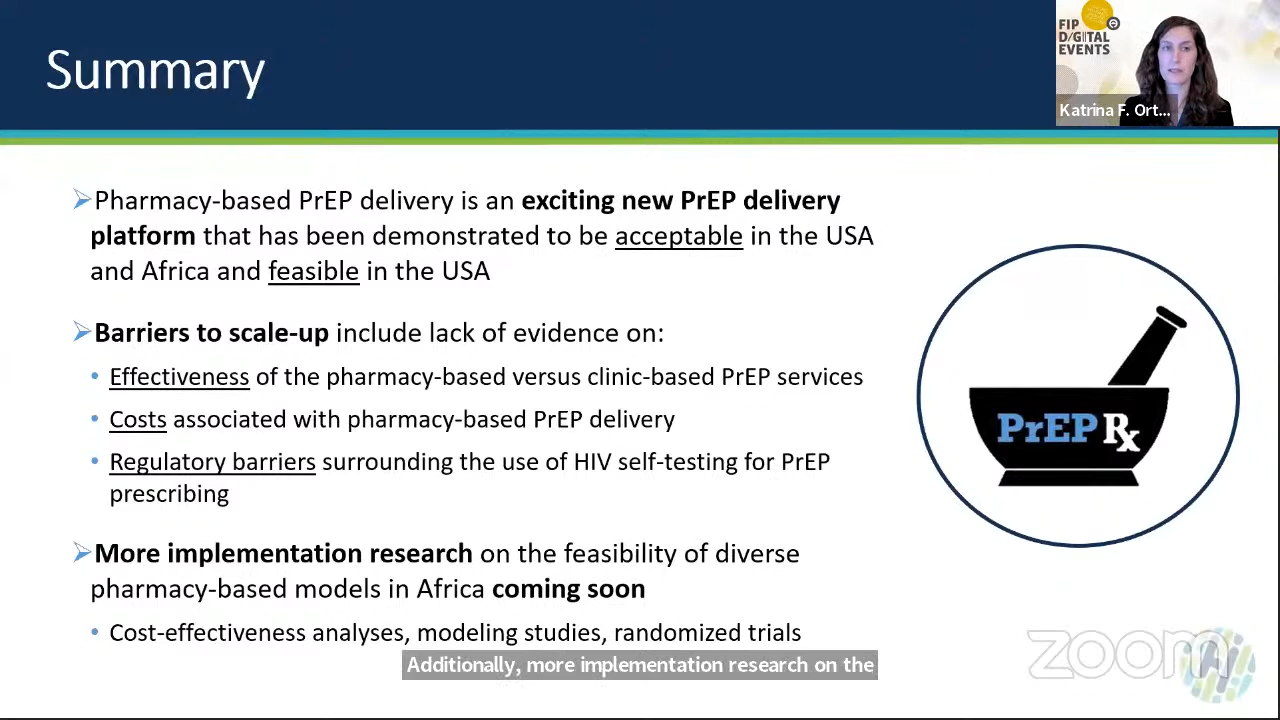 Summary
FIP
DIGITAL
EVENTS
Katrina F. Ort...
➢Pharmacy-based PrEP delivery is an exciting new PrEP delivery
platform that has been demonstrated to be acceptable in the USA
and Africa and feasible in the USA
➢Barriers to scale-up include lack of evidence on:
• Effectiveness of the pharmacy-based versus clinic-based PrEP services
• Costs associated with pharmacy-based PrEP delivery
• Regulatory barriers surrounding the use of HIV self-testing for PrEP
prescribing
PrEP Rx
➢More implementation research on the feasibility of diverse
pharmacy-based models in Africa coming soon
• Cost-effectiveness analyses, modeling studies, randomized trials
Additionally, more implementation research on the
zoom